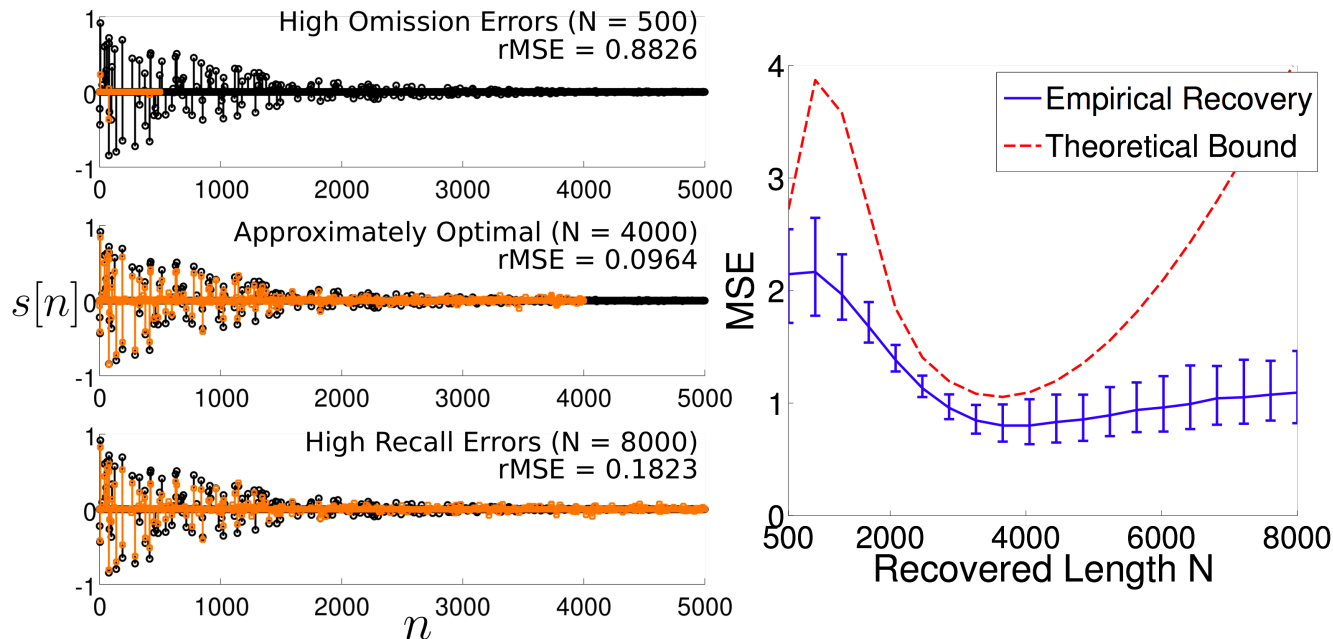 High Omission Errors (N = 500)
rMSE = 0.8826
1
0
-1
0 1000 2000 3000 4000 5000
Approximately Optimal (N = 4000)
rMSE = 0.0964
1
s[n]
0
-1
0 1000 2000 3000 4000 5000
High Recall Errors (N = 8000)
rMSE = 0.1823
1
0
-1
0 1000 2000 3000 4000 5000
n
4
3
2
1
0
MSE
Empirical Recovery
Theoretical Bound
500 2000 4000 6000 8000
Recovered Length N